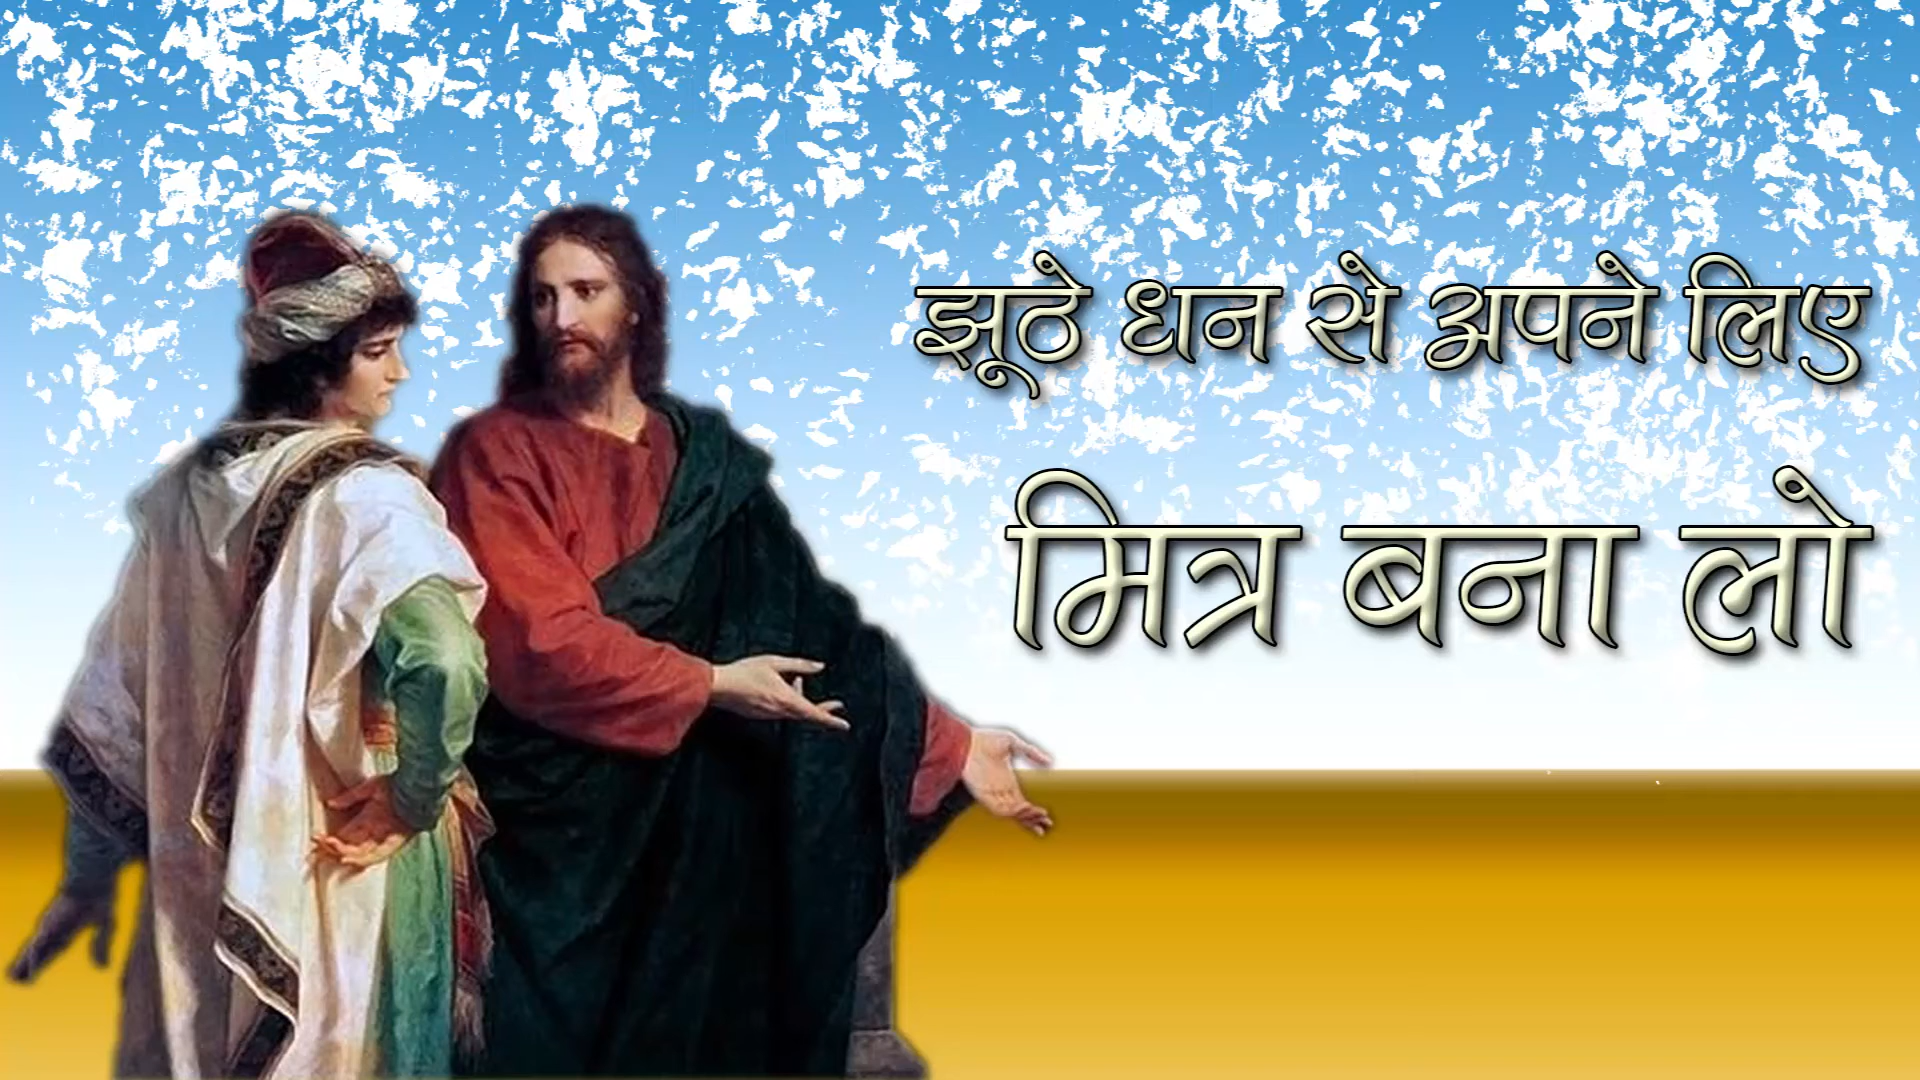 झूठे धन से अपने लिए
मित्र बना लो